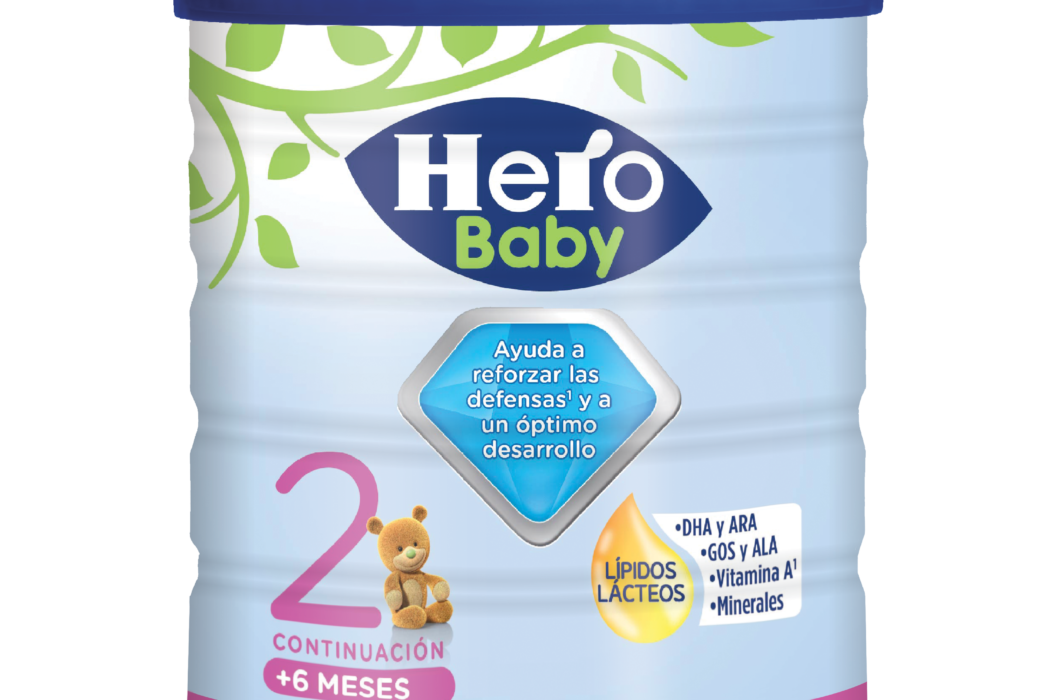 Hero
Baby
Ayuda a
reforzar las
defensas¹ y a
un óptimo
desarrollo
2
CONTINUACIÓN
+6 MESES
LÍPIDOS
LÁCTEOS
•DHA y ARA
•GOS y ALA
•Vitamina A¹
•Minerales